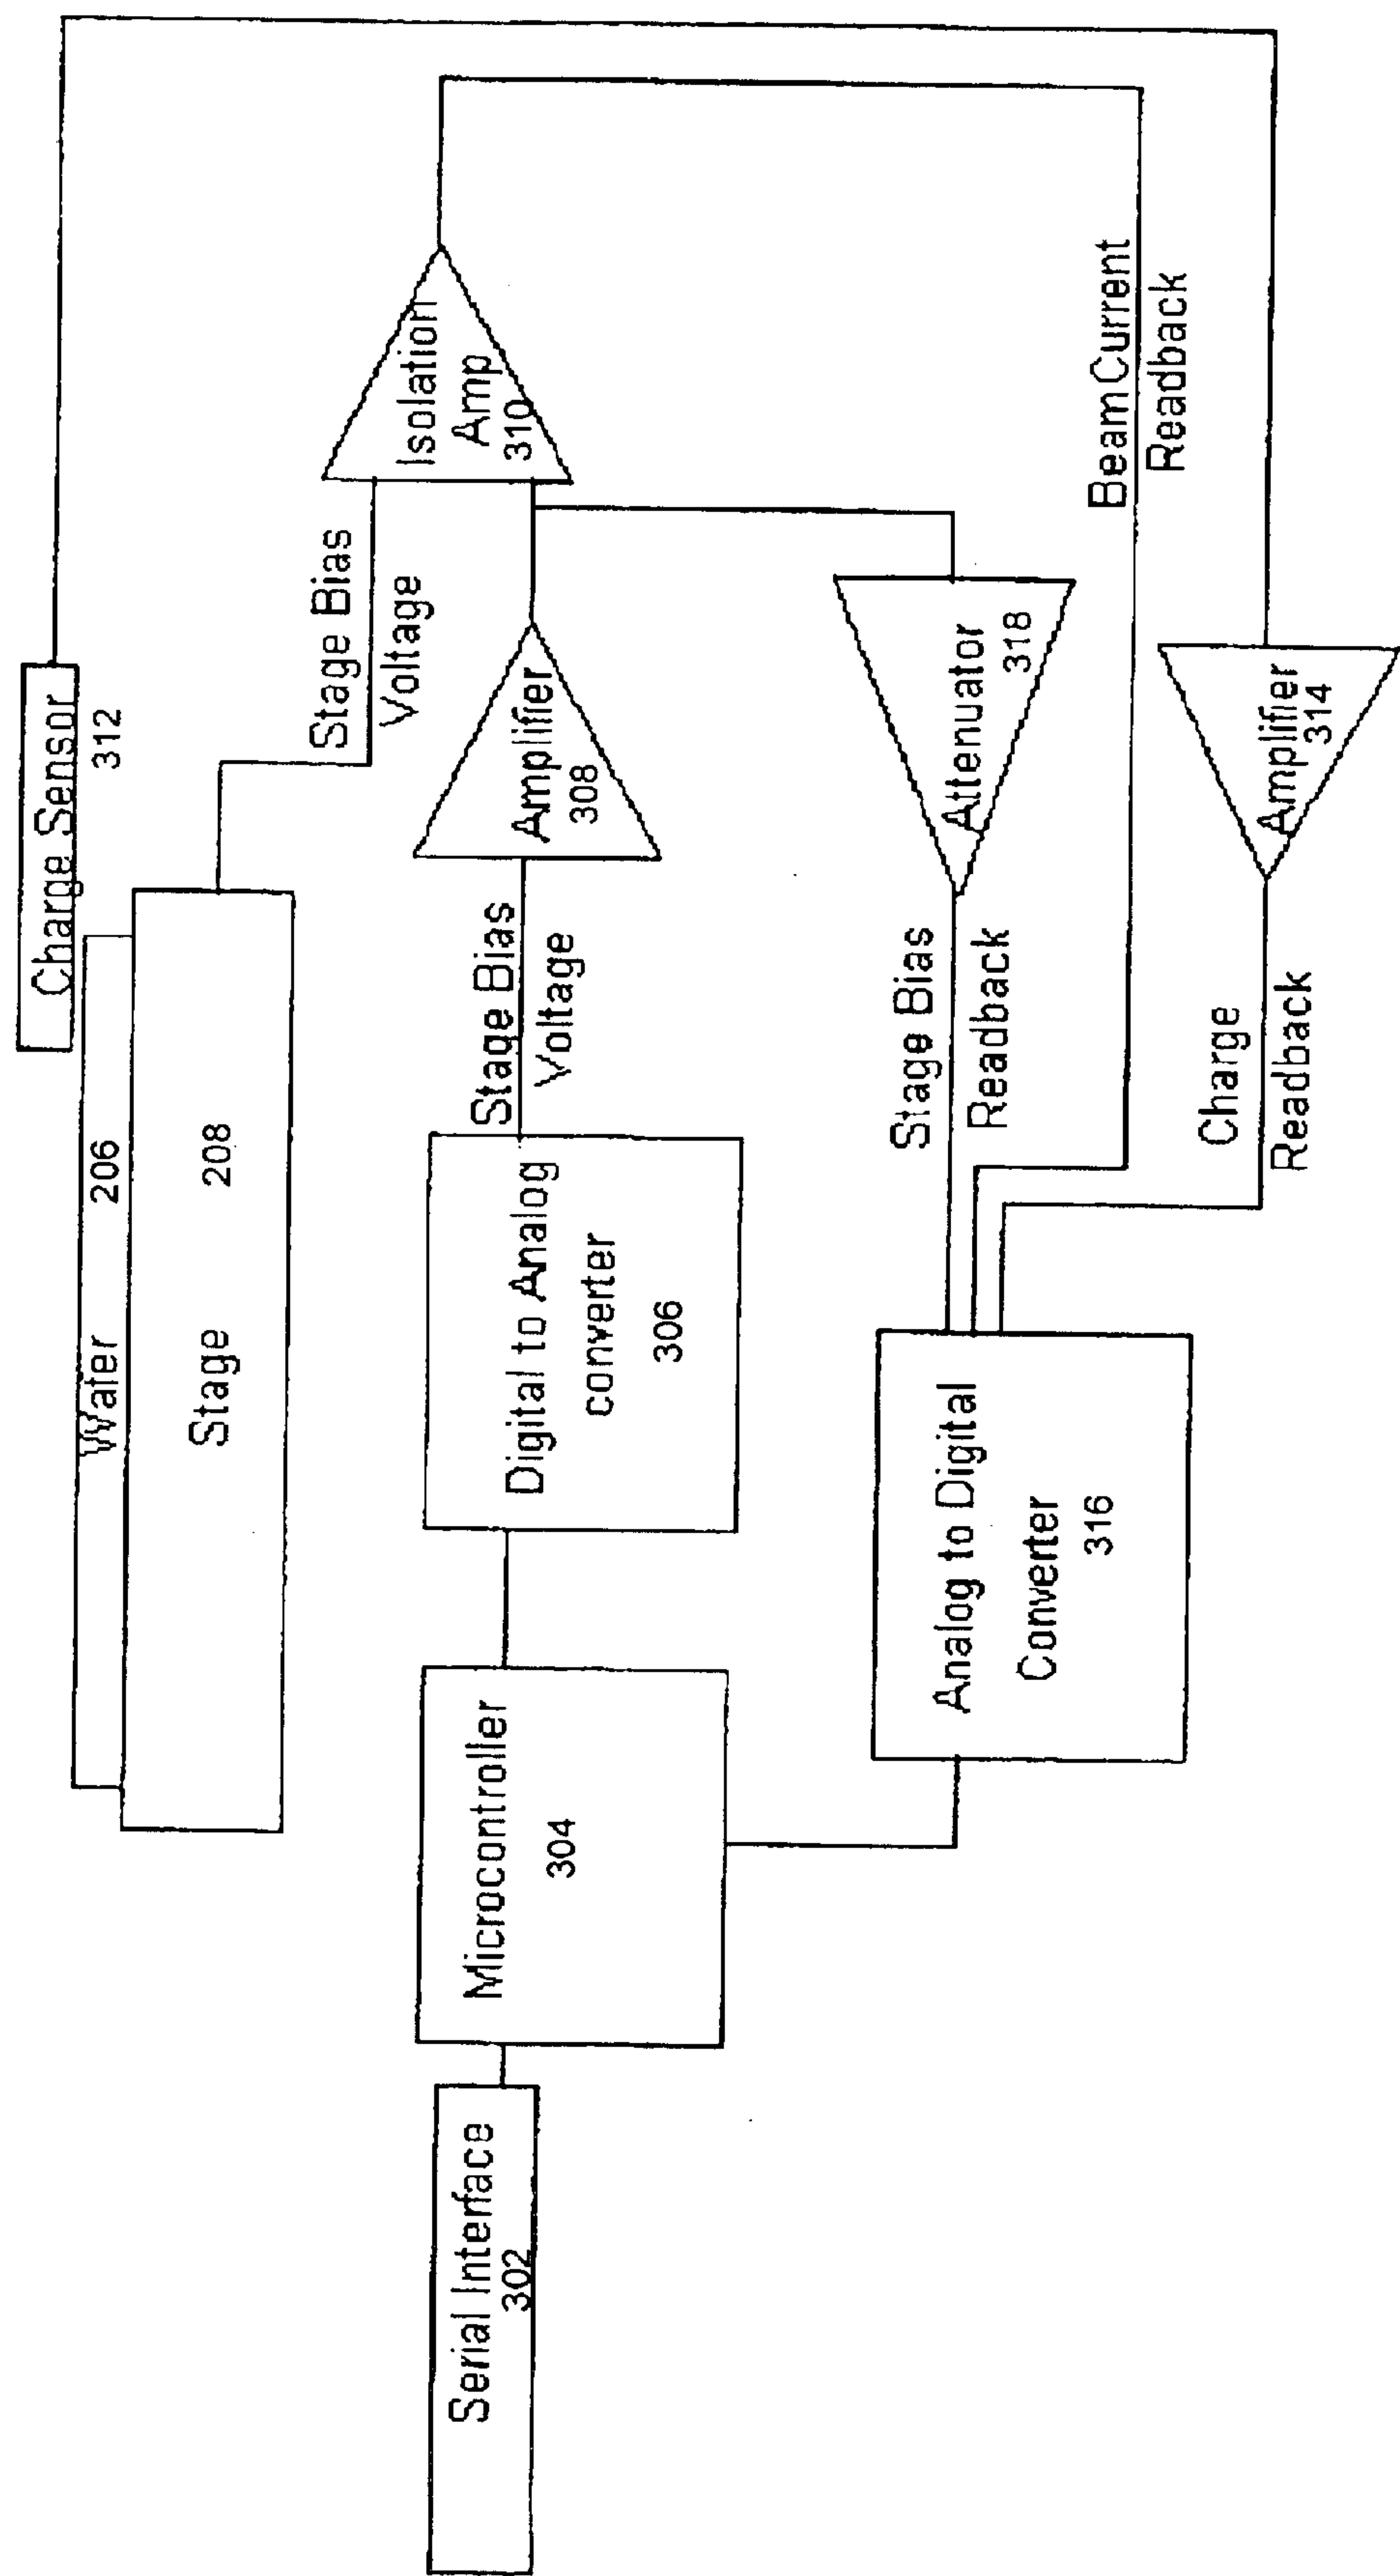 Charge Sensor
312
Wafer 206
Stage 208
Stage Bias
Voltage
Isolation
Amp
310
Serial Interface
302
Microcontroller
304
Digital to Analog
converter
306
Stage Bias
Voltage
Amplifier
308
Analog to Digital
Converter
316
Stage Bias
Readback
Attenuator
318
BeamCurrent
Readback
Charge
Readback
Amplifier
314